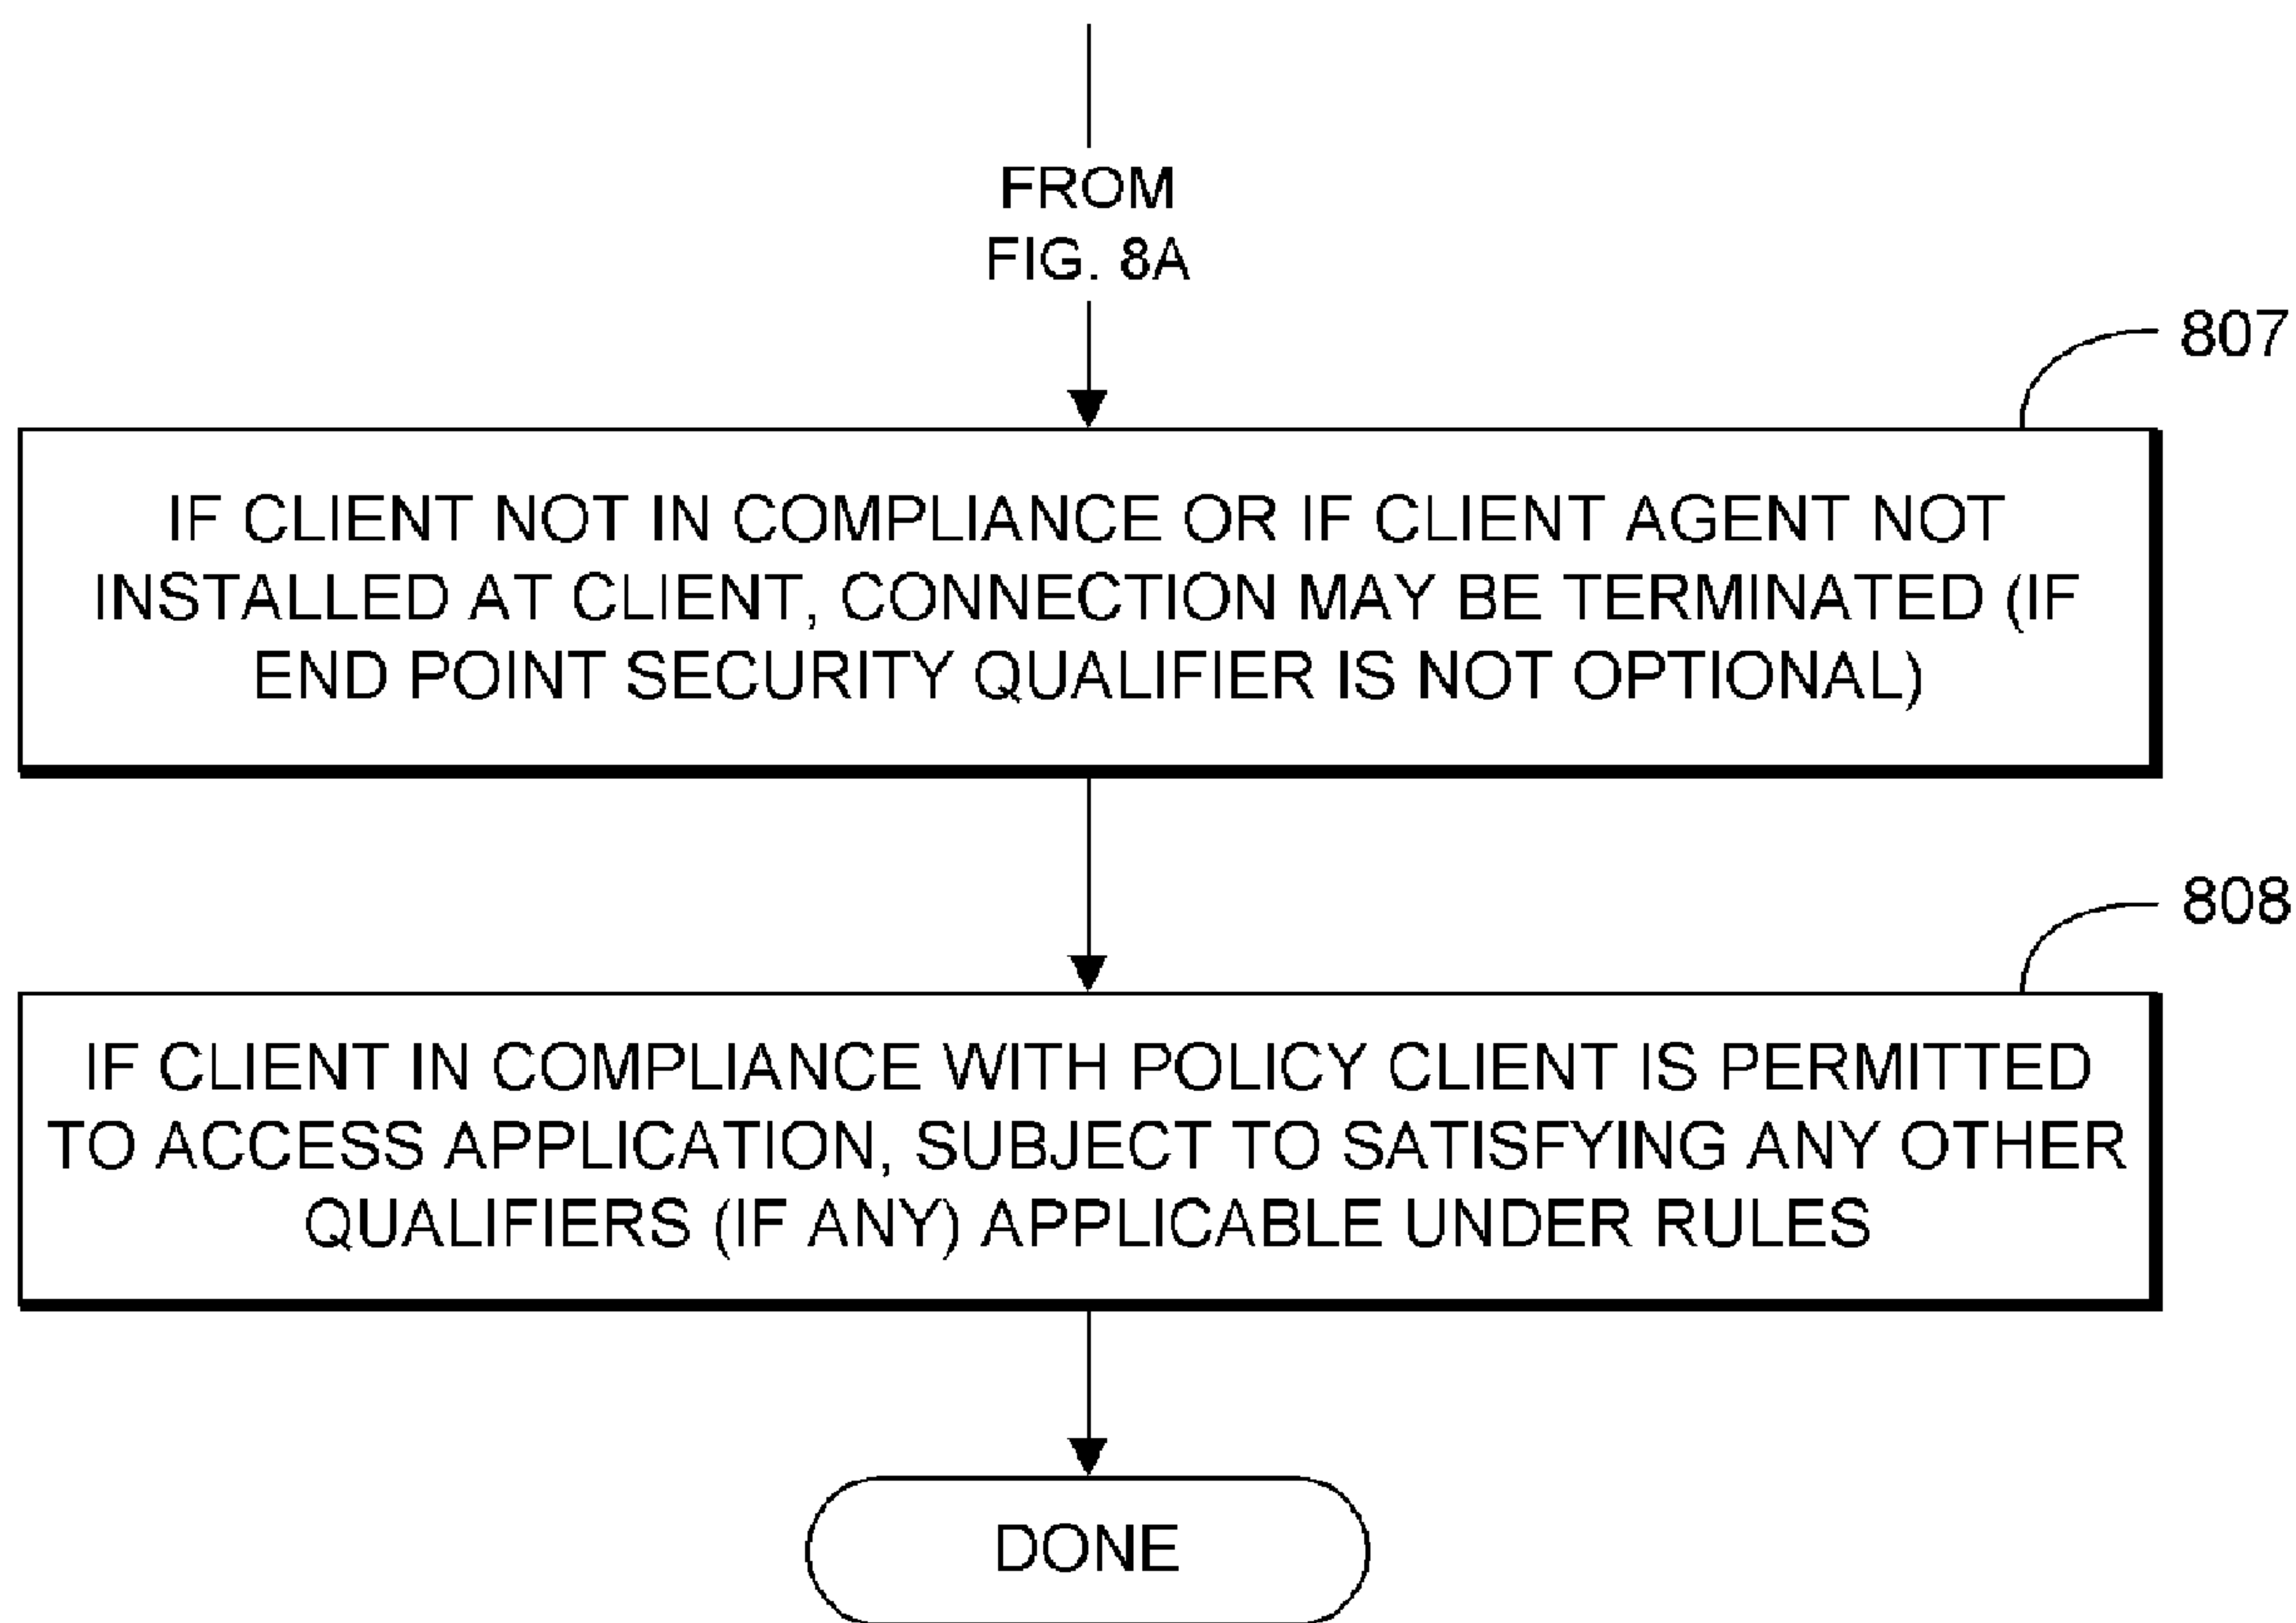 FROM
FIG. 8A
807
IF CLIENT NOT IN COMPLIANCE OR IF CLIENT AGENT NOT
INSTALLED AT CLIENT, CONNECTION MAY BE TERMINATED (IF
END POINT SECURITY QUALIFIER IS NOT OPTIONAL)
808
IF CLIENT IN COMPLIANCE WITH POLICY CLIENT IS PERMITTED
TO ACCESS APPLICATION, SUBJECT TO SATISFYING ANY OTHER
QUALIFIERS (IF ANY) APPLICABLE UNDER RULES
DONE